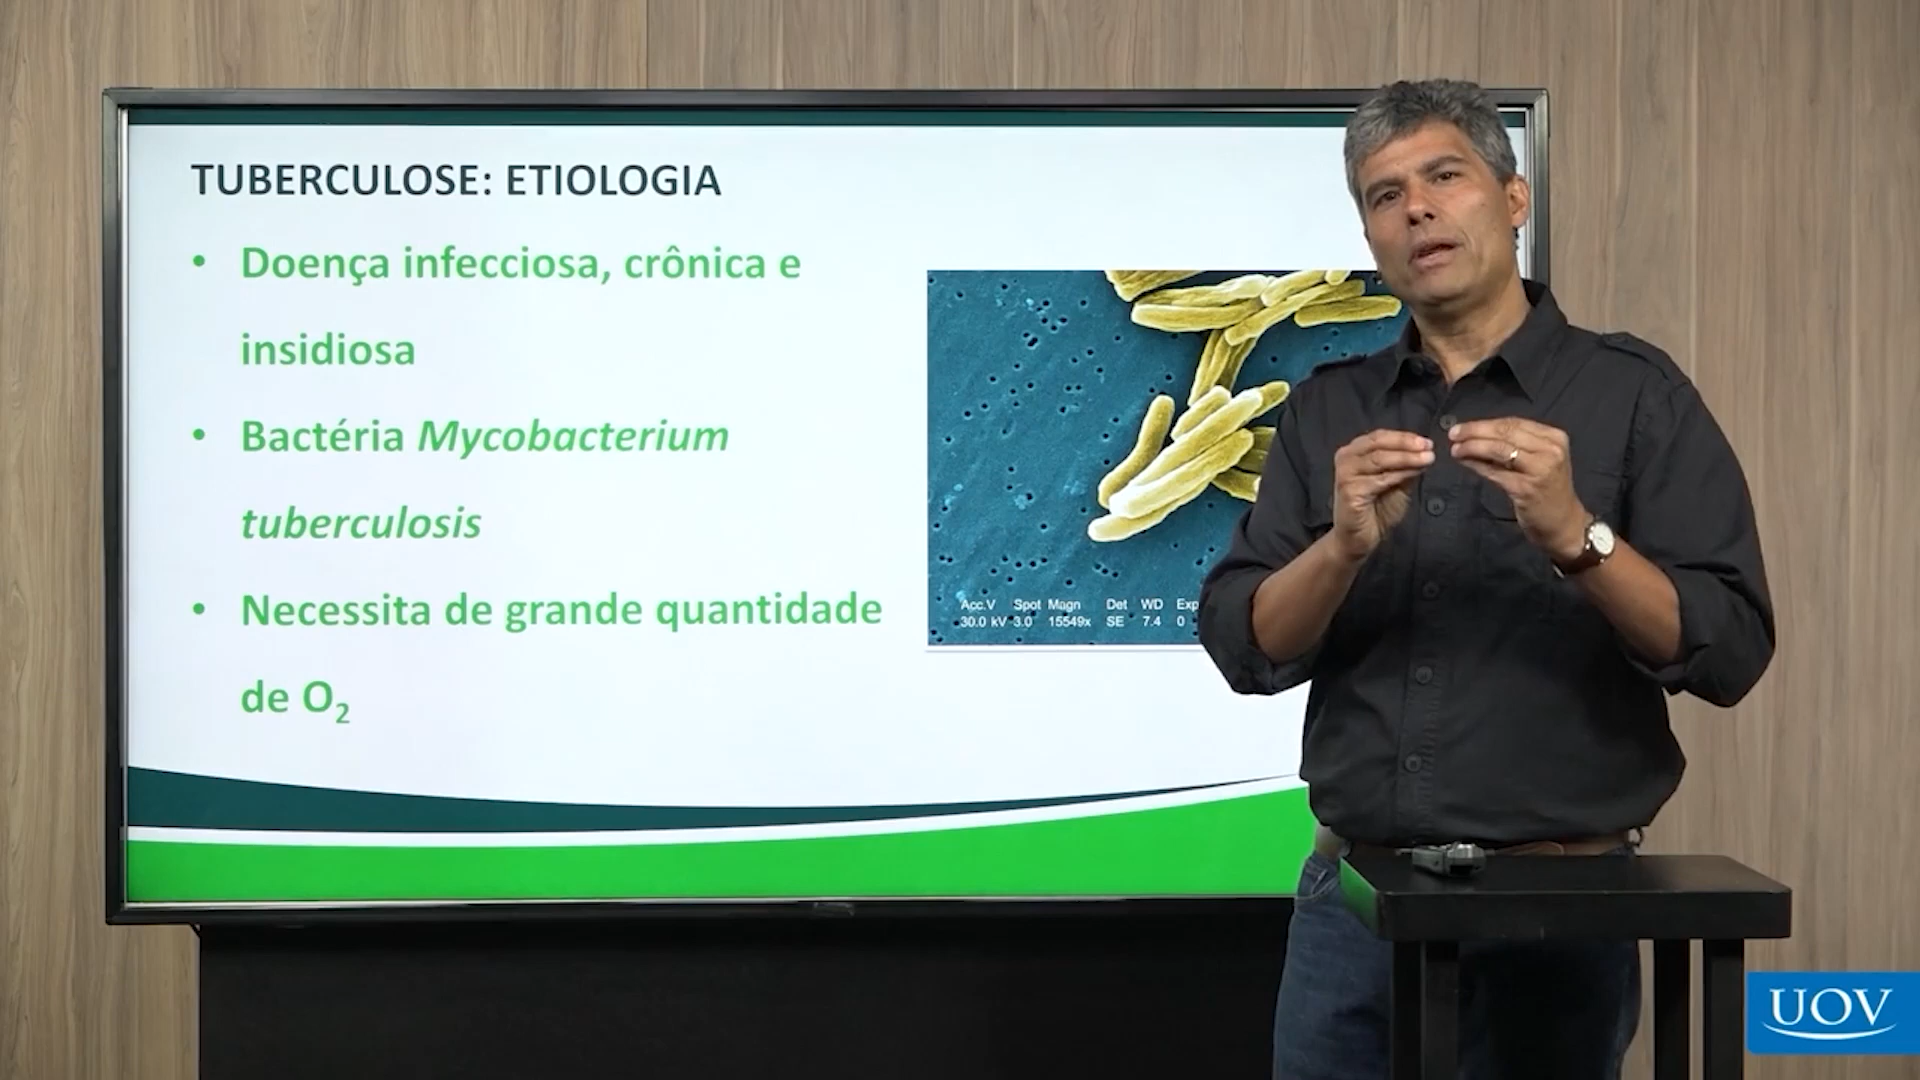 TUBERCULOSE: ETIOLOGIA
• Doença infecciosa, crônica e
insidiosa
• Bactéria Mycobacterium
tuberculosis
• Necessita de grande quantidade
de O₂
Acc.V Spot Magn Det WD Exp
30.0 kV 3.0 15549x SE 7.4 0
UOV